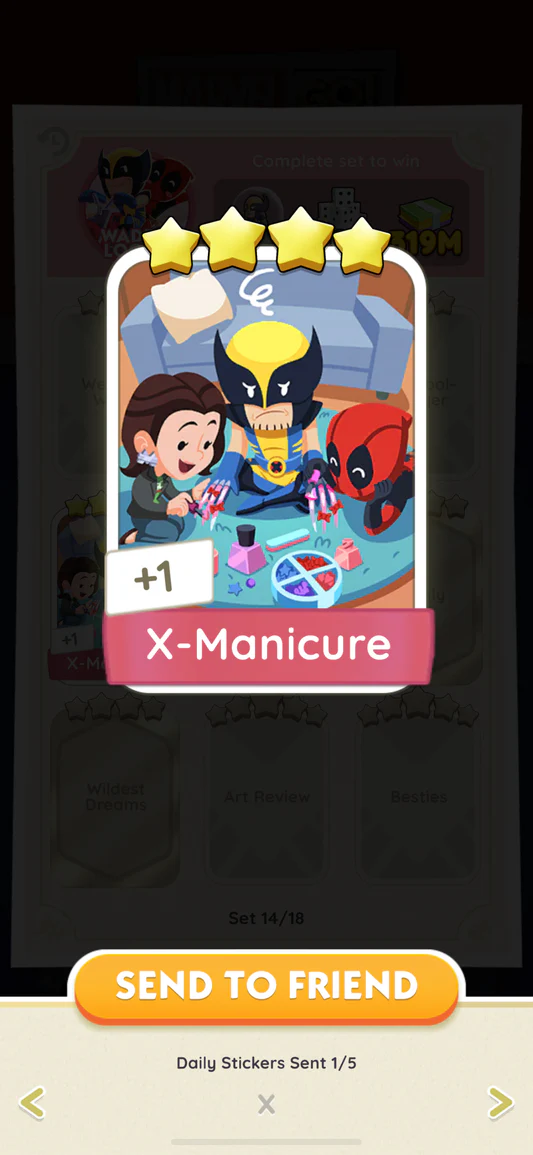 Complete set to win
319M
+1
X-Manicure
+1
Wildest
Dreams
Art Review
Besties
Set 14/18
SEND TO FRIEND
Daily Stickers Sent 1/5
X